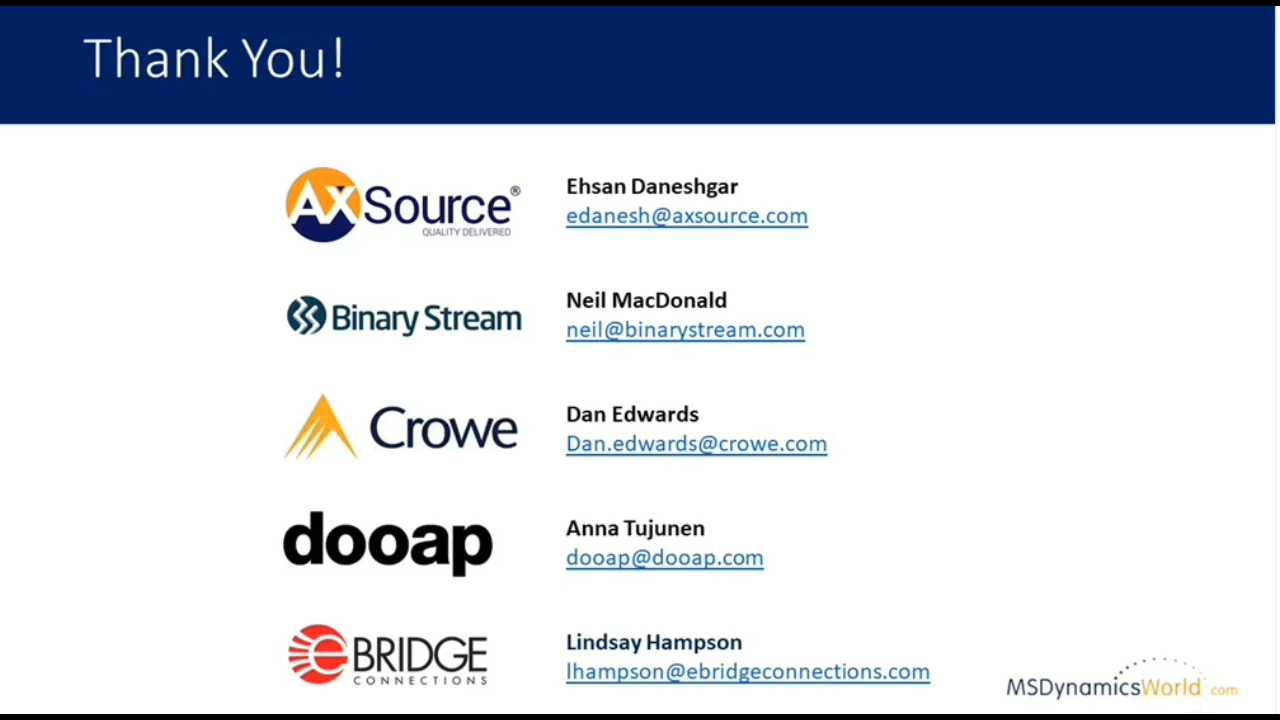 Thank You!
AXSource®
QUALITY DELIVERED
Ehsan Daneshgar
edanesh@axsource.com
Binary Stream
Neil MacDonald
neil@binarystream.com
Crowe
Dan Edwards
Dan.edwards@crowe.com
dooap
Anna Tujunen
dooap@dooap.com
eBRIDGE
CONNECTIONS
Lindsay Hampson
lhampson@ebridgeconnections.com
MSDynamicsWorld.com